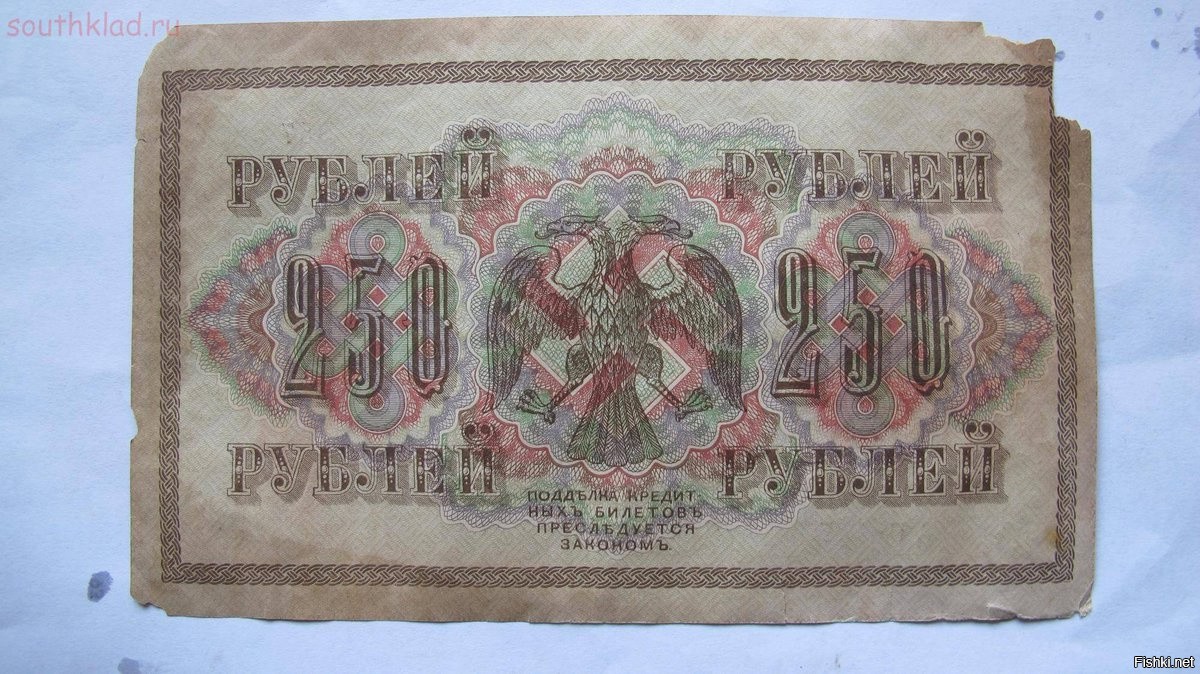 southklad.ru
РУБЛЕЙ РУБЛЕЙ
250 250
РУБЛЕЙ РУБЛЕЙ
ПОДДѢЛКА КРЕДИТ-
НЫХЪ БИЛЕТОВЪ
ПРЕСЛѢДУЕТСЯ
ЗАКОНОМЪ.
Fishki.net